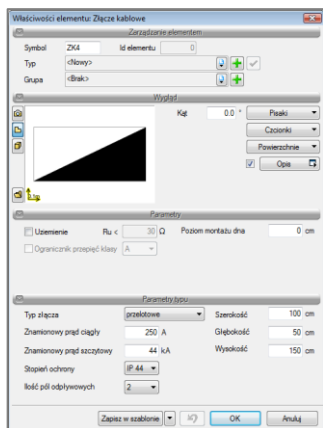 Właściwości elementu: Złącze kablowe
Zarządzanie elementem
Symbol ZK4 Id elementu 0
Typ <Nowy>
Grupa <Brak>
Wygląd
Kąt 0.0 ° Pisaki
Czcionki
Powierzchnie
Opis
Parametry
Uziemienie Ru < 30 Ω Poziom montażu dna 0 cm
Ogranicznik przepięć klasy A
Parametry typu
Typ złącza przelotowe Szerokość 100 cm
Znamionowy prąd ciągły 250 A Głębokość 50 cm
Znamionowy prąd szczytowy 44 kA Wysokość 150 cm
Stopień ochrony IP 44
Ilość pól odpływowych 2
Zapisz w szablonie OK Anuluj